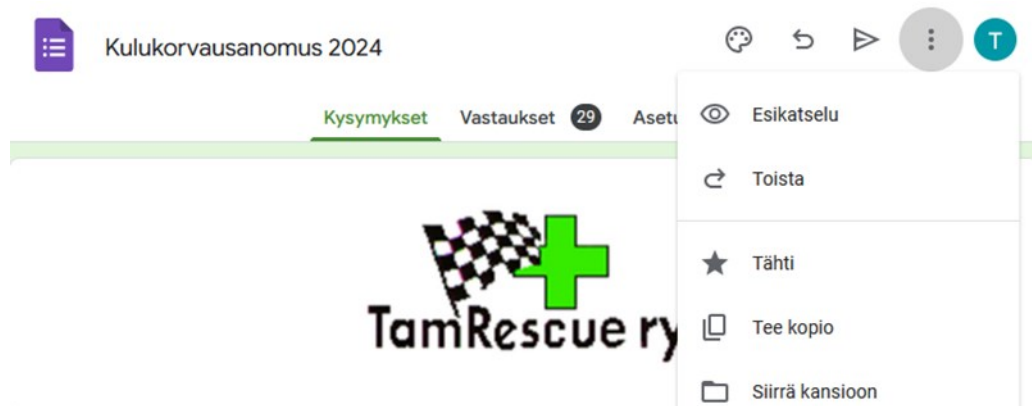 Kulukorvausanomus 2024
T
Kysymykset Vastaukset 29
Esikatselu
Toista
TamRescue ry
Tähti
Tee kopio
Siirrä kansioon